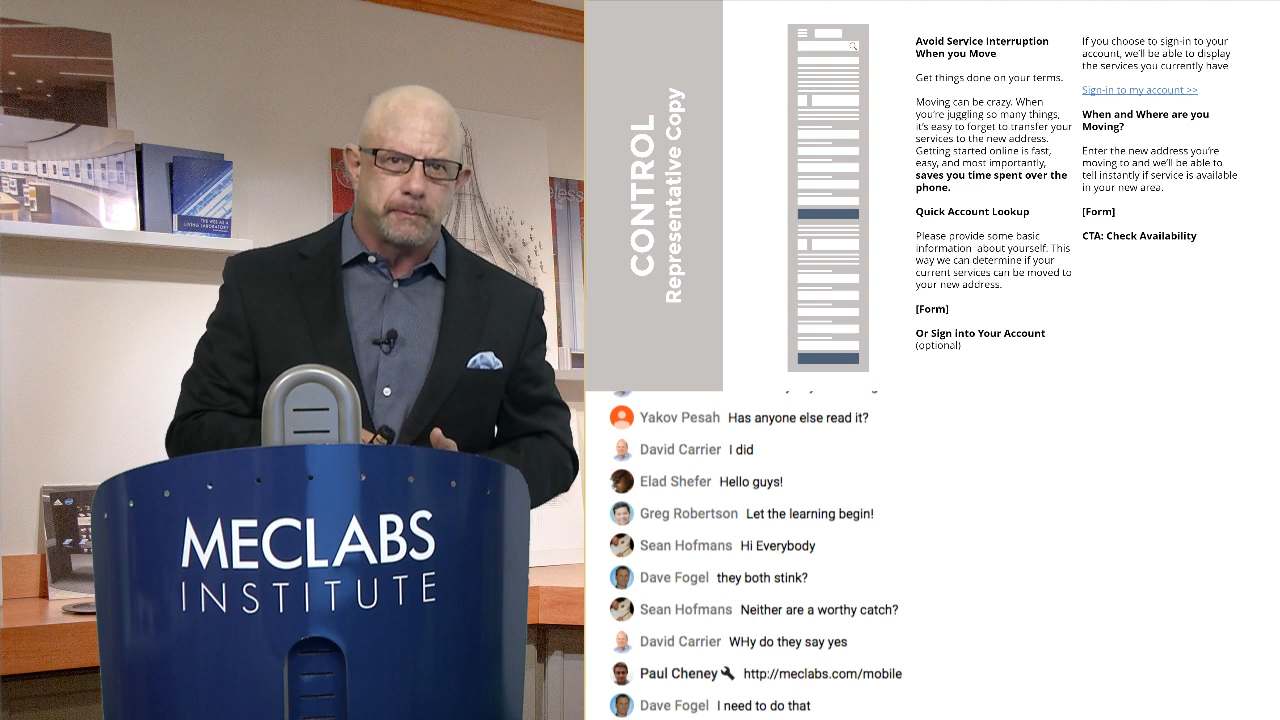 THE WEB AS A
LIVING LABORATORY
eless
MECLABS
INSTITUTE
CONTROL
Representative Copy
Avoid Service Interruption
When you Move
Get things done on your terms.
Moving can be crazy. When
you're juggling so many things,
it's easy to forget to transfer your
services to the new address.
Getting started online is fast,
easy, and most importantly,
saves you time spent over the
phone.
Quick Account Lookup
Please provide some basic
information about yourself. This
way we can determine if your
current services can be moved to
your new address.
[Form]
Or Sign into Your Account
(optional)
If you choose to sign-in to your
account, we'll be able to display
the services you currently have
Sign-in to my account >>
When and Where are you
Moving?
Enter the new address you're
moving to and we'll be able to
tell instantly if service is available
in your new area.
[Form]
CTA: Check Availability
Yakov Pesah Has anyone else read it?
David Carrier I did
Elad Shefer Hello guys!
Greg Robertson Let the learning begin!
Sean Hofmans Hi Everybody
Dave Fogel they both stink?
Sean Hofmans Neither are a worthy catch?
David Carrier WHy do they say yes
Paul Cheney http://meclabs.com/mobile
Dave Fogel I need to do that